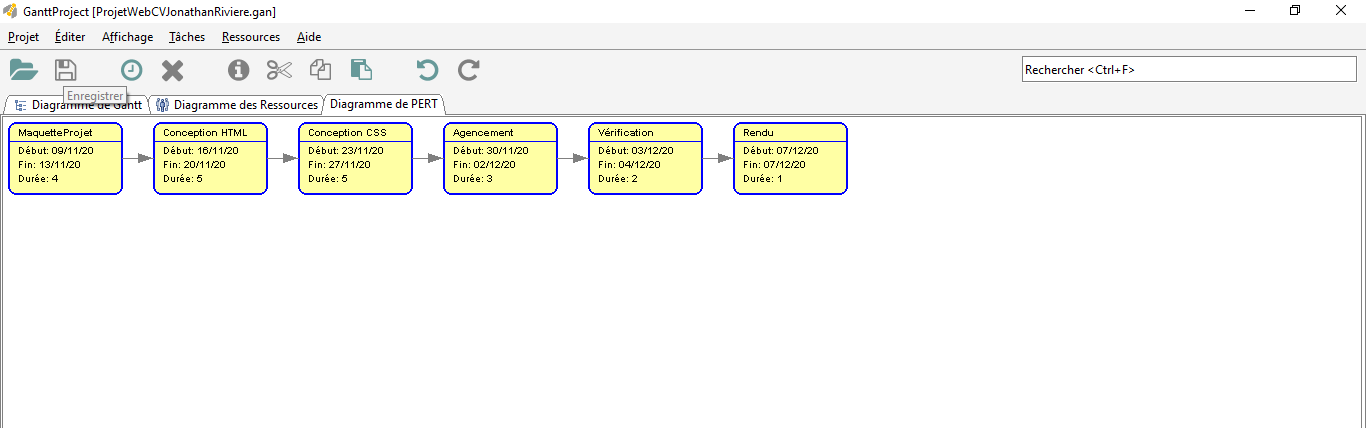 GanttProject [ProjetWebCVJonathanRiviere.gan]
Projet Éditer Affichage Tâches Ressources Aide
Rechercher <Ctrl+F>
Enregistrer
Diagramme de Gantt Diagramme des Ressources Diagramme de PERT
MaquetteProjet
Début: 09/11/20
Fin: 13/11/20
Durée: 4
Conception HTML
Début: 16/11/20
Fin: 20/11/20
Durée: 5
Conception CSS
Début: 23/11/20
Fin: 27/11/20
Durée: 5
Agencement
Début: 30/11/20
Fin: 02/12/20
Durée: 3
Vérification
Début: 03/12/20
Fin: 04/12/20
Durée: 2
Rendu
Début: 07/12/20
Fin: 07/12/20
Durée: 1